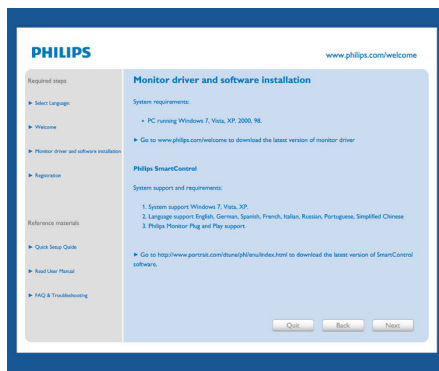 PHILIPS
www.philips.com/welcome
Required steps
Select Language:
Welcome
Monitor driver and software installation
Registration
Reference materials
Quick Setup Guide
Read User Manual
FAQ & Troubleshooting
Monitor driver and software installation
System requirements:
• PC running Windows 7, Vista, XP, 2000, 98.
Go to www.philips.com/welcome to download the latest version of monitor driver
Philips SmartControl
System support and requirements:
1. System support Windows 7, Vista, XP.
2. Language support English, German, Spanish, French, Italian, Russian, Portuguese, Simplified Chinese
3. Philips Monitor Plug and Play support
Go to http://www.portrait.com/dtune/phl/enu/index.html to download the latest version of SmartControl
software.
Quit
Back
Next